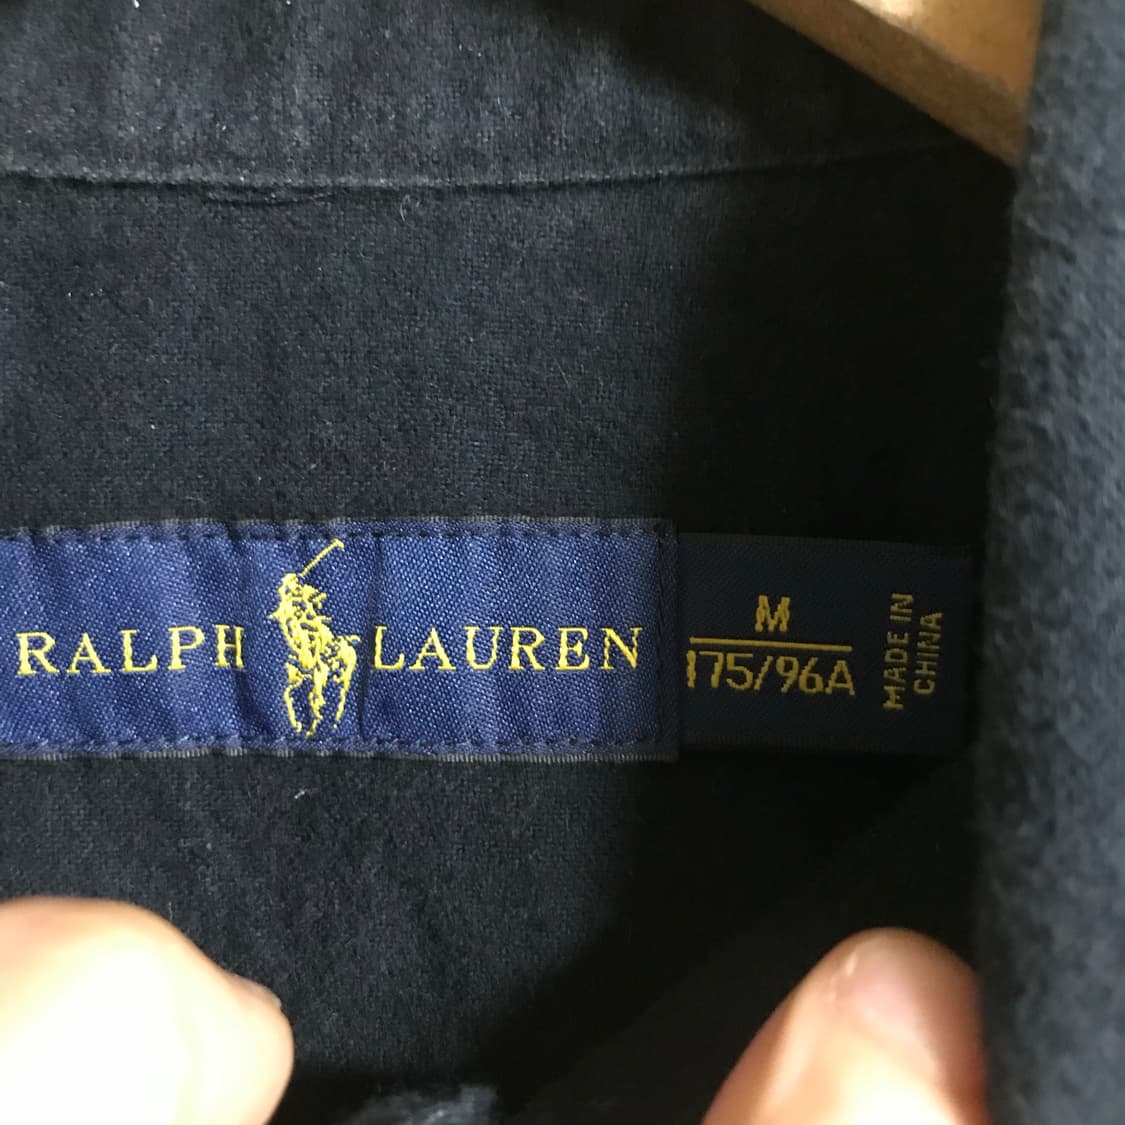 RALPH LAUREN
M
175/96A
MADE IN
CHINA